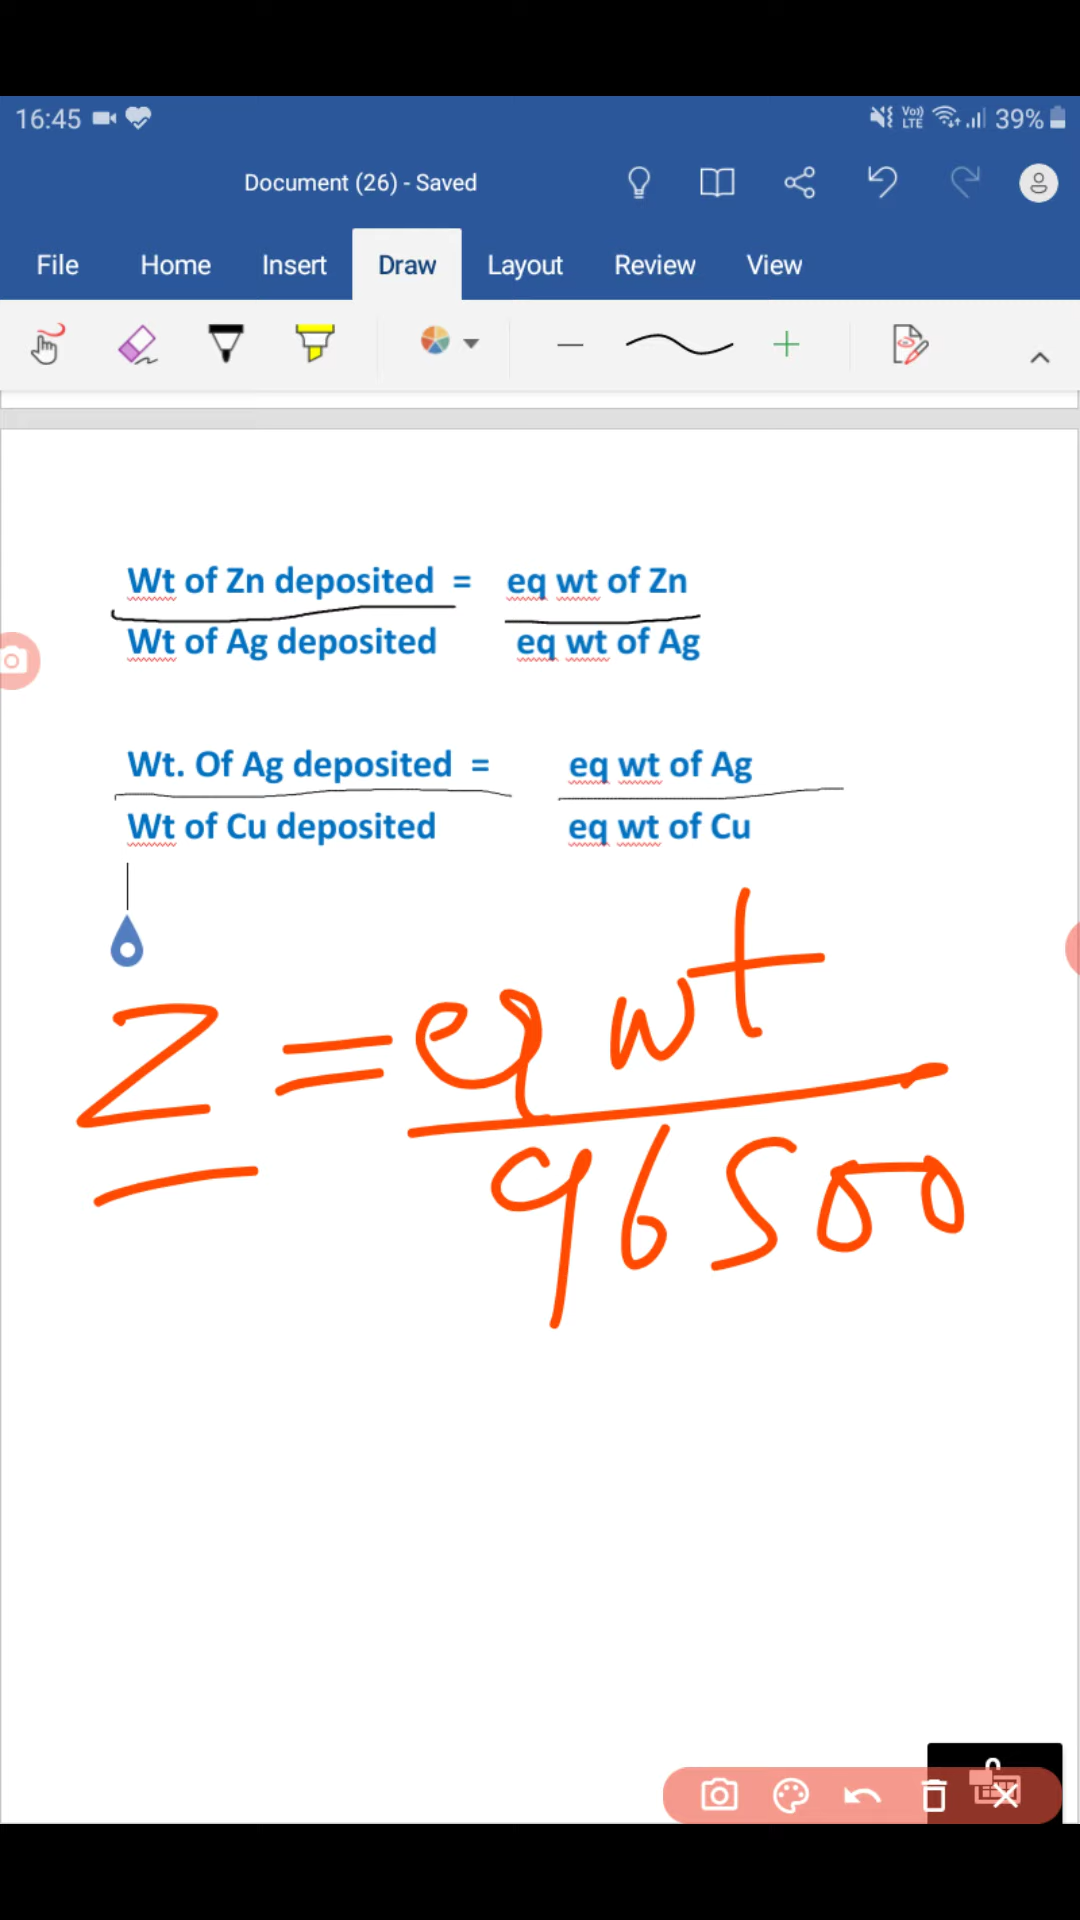 16:45 Vo)) LTE 39%
Document (26) - Saved
File Home Insert Draw Layout Review View
Wt of Zn deposited = eq wt of Zn
Wt of Ag deposited eq wt of Ag
Wt. Of Ag deposited = eq wt of Ag
Wt of Cu deposited eq wt of Cu
Z = eq wt
96500